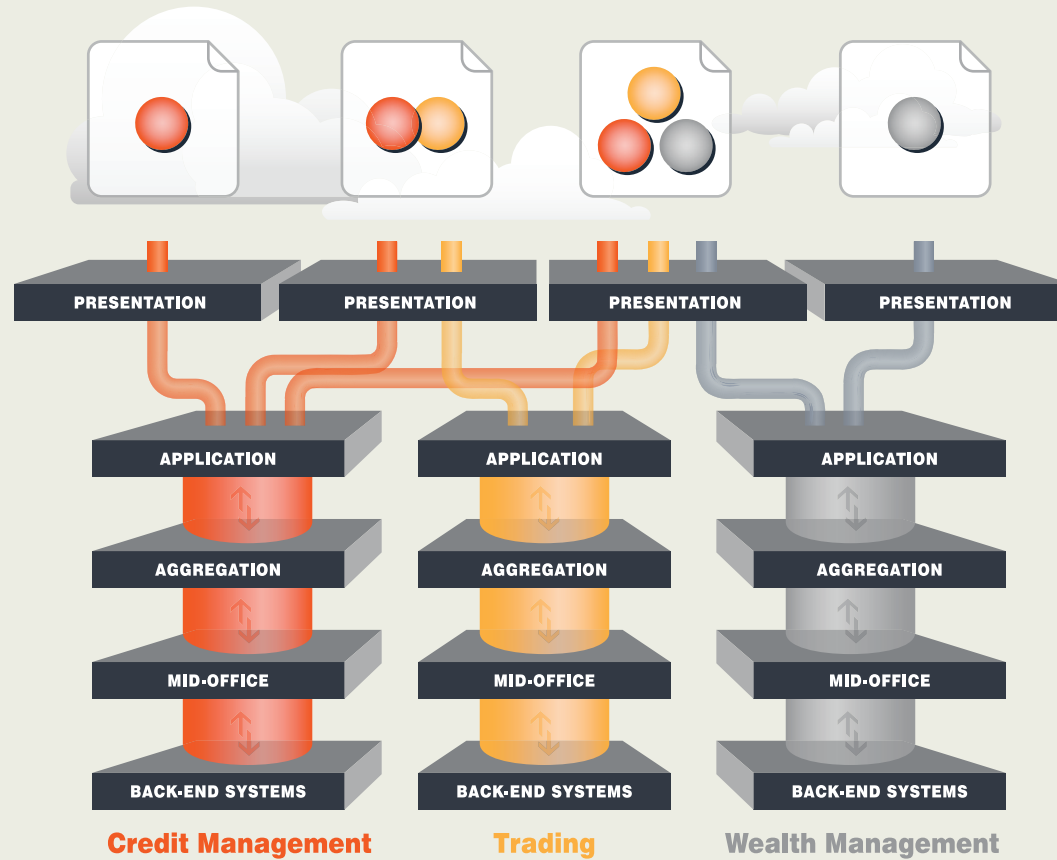 PRESENTATION
PRESENTATION
PRESENTATION
PRESENTATION
APPLICATION
APPLICATION
APPLICATION
AGGREGATION
AGGREGATION
AGGREGATION
MID-OFFICE
MID-OFFICE
MID-OFFICE
BACK-END SYSTEMS
BACK-END SYSTEMS
BACK-END SYSTEMS
Credit Management
Trading
Wealth Management